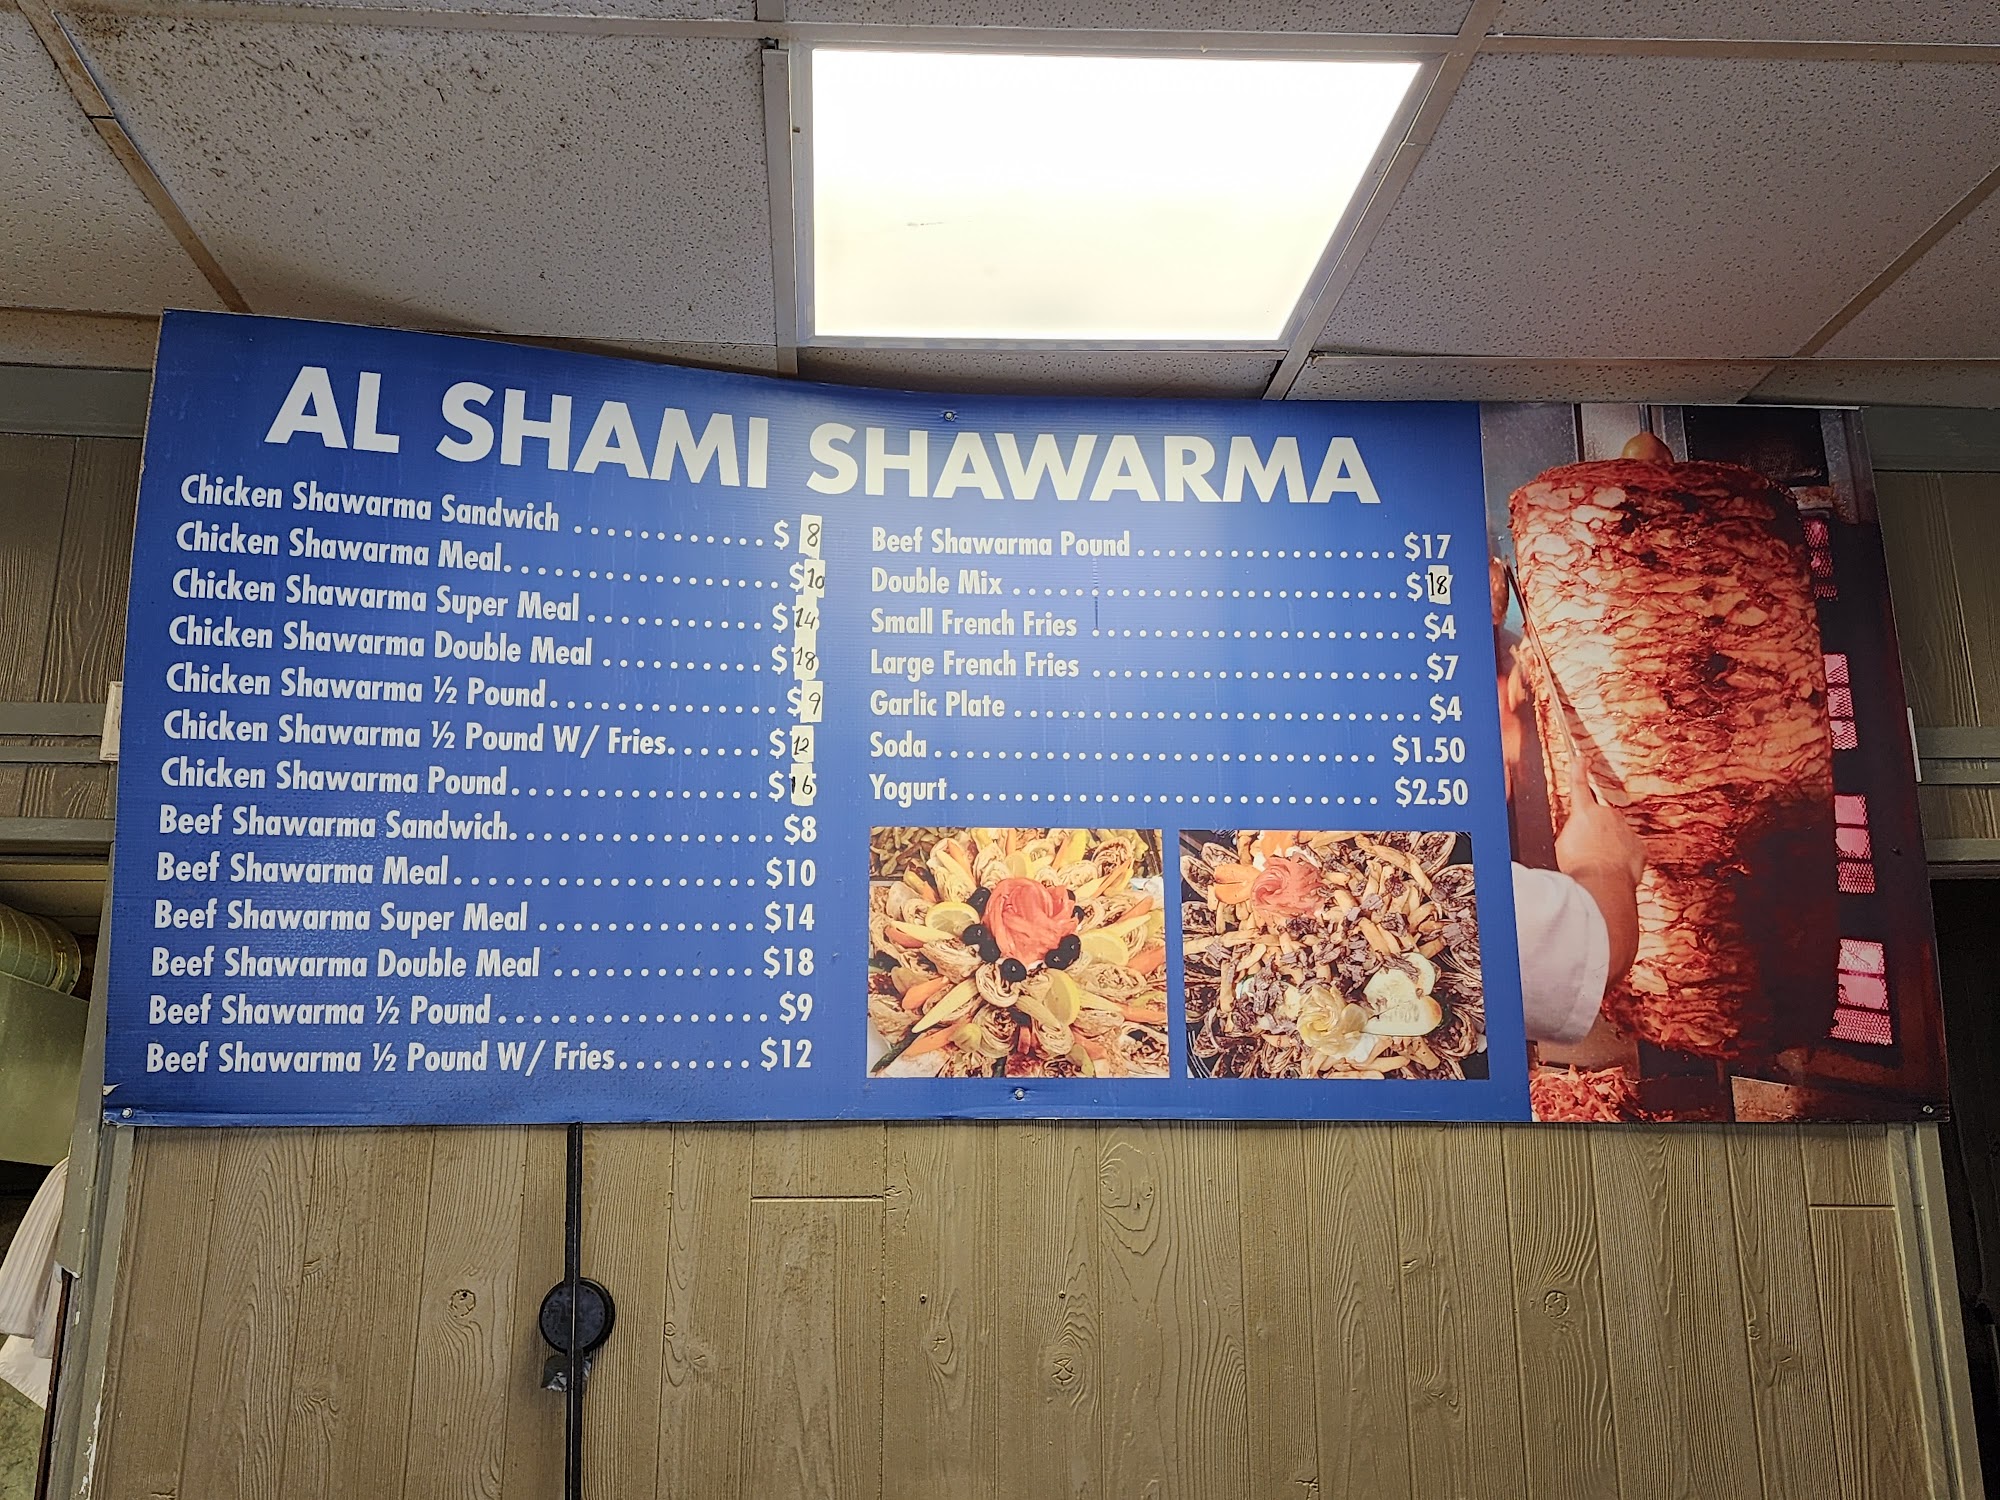 AL SHAMI SHAWARMA
Chicken Shawarma Sandwich ............$ 8
Chicken Shawarma Meal.................$10
Chicken Shawarma Super Meal ...........$14
Chicken Shawarma Double Meal ..........$18
Chicken Shawarma ½ Pound..............$9
Chicken Shawarma ½ Pound W/ Fries......$12
Chicken Shawarma Pound................$16
Beef Shawarma Sandwich................$8
Beef Shawarma Meal...................$10
Beef Shawarma Super Meal ..............$14
Beef Shawarma Double Meal .............$18
Beef Shawarma ½ Pound.................$9
Beef Shawarma ½ Pound W/ Fries........$12
Beef Shawarma Pound.................$17
Double Mix .........................$18
Small French Fries .....................$4
Large French Fries .....................$7
Garlic Plate ..........................$4
Soda ............................ $1.50
Yogurt............................ $2.50